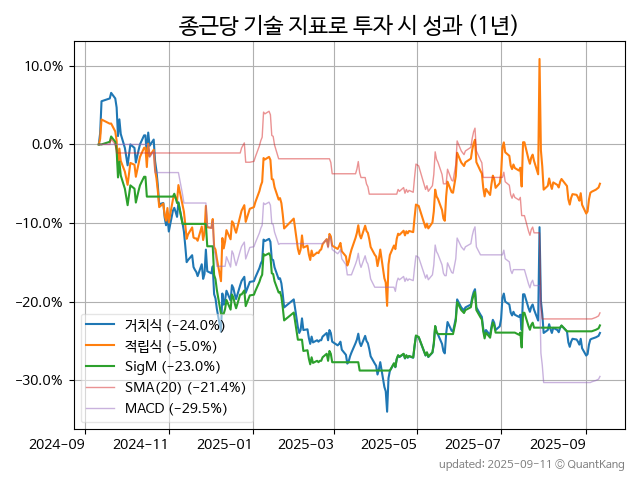 종근당 기술 지표로 투자 시 성과 (1년)
10.0%
0.0%
−10.0%
−20.0%
−30.0%
거치식 (−24.0%)
적립식 (−5.0%)
SigM (−23.0%)
SMA(20) (−21.4%)
MACD (−29.5%)
2024-09 2024-11 2025-01 2025-03 2025-05 2025-07 2025-09
updated: 2025-09-11 © QuantKang